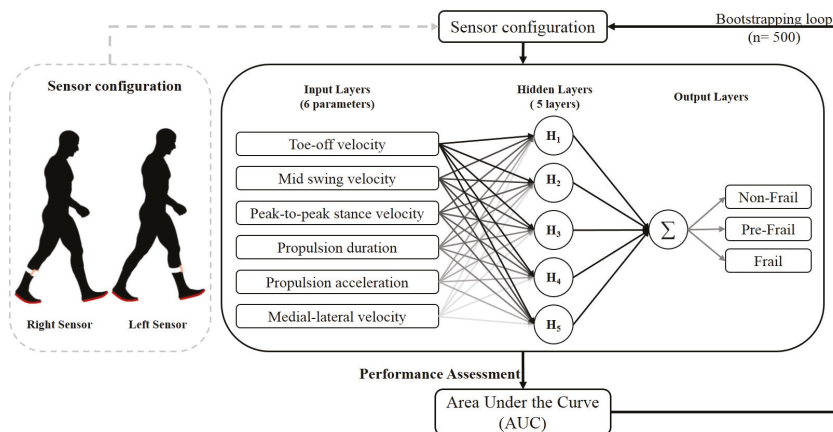 Sensor configuration
Bootstrapping loop
(n= 500)
Sensor configuration
Right Sensor
Left Sensor
Input Layers
(6 parameters)
Hidden Layers
( 5 layers)
Output Layers
Toe-off velocity
Mid swing velocity
Peak-to-peak stance velocity
Propulsion duration
Propulsion acceleration
Medial-lateral velocity
H1
H2
H3
H4
H5
Σ
Non-Frail
Pre-Frail
Frail
Performance Assessment
Area Under the Curve
(AUC)